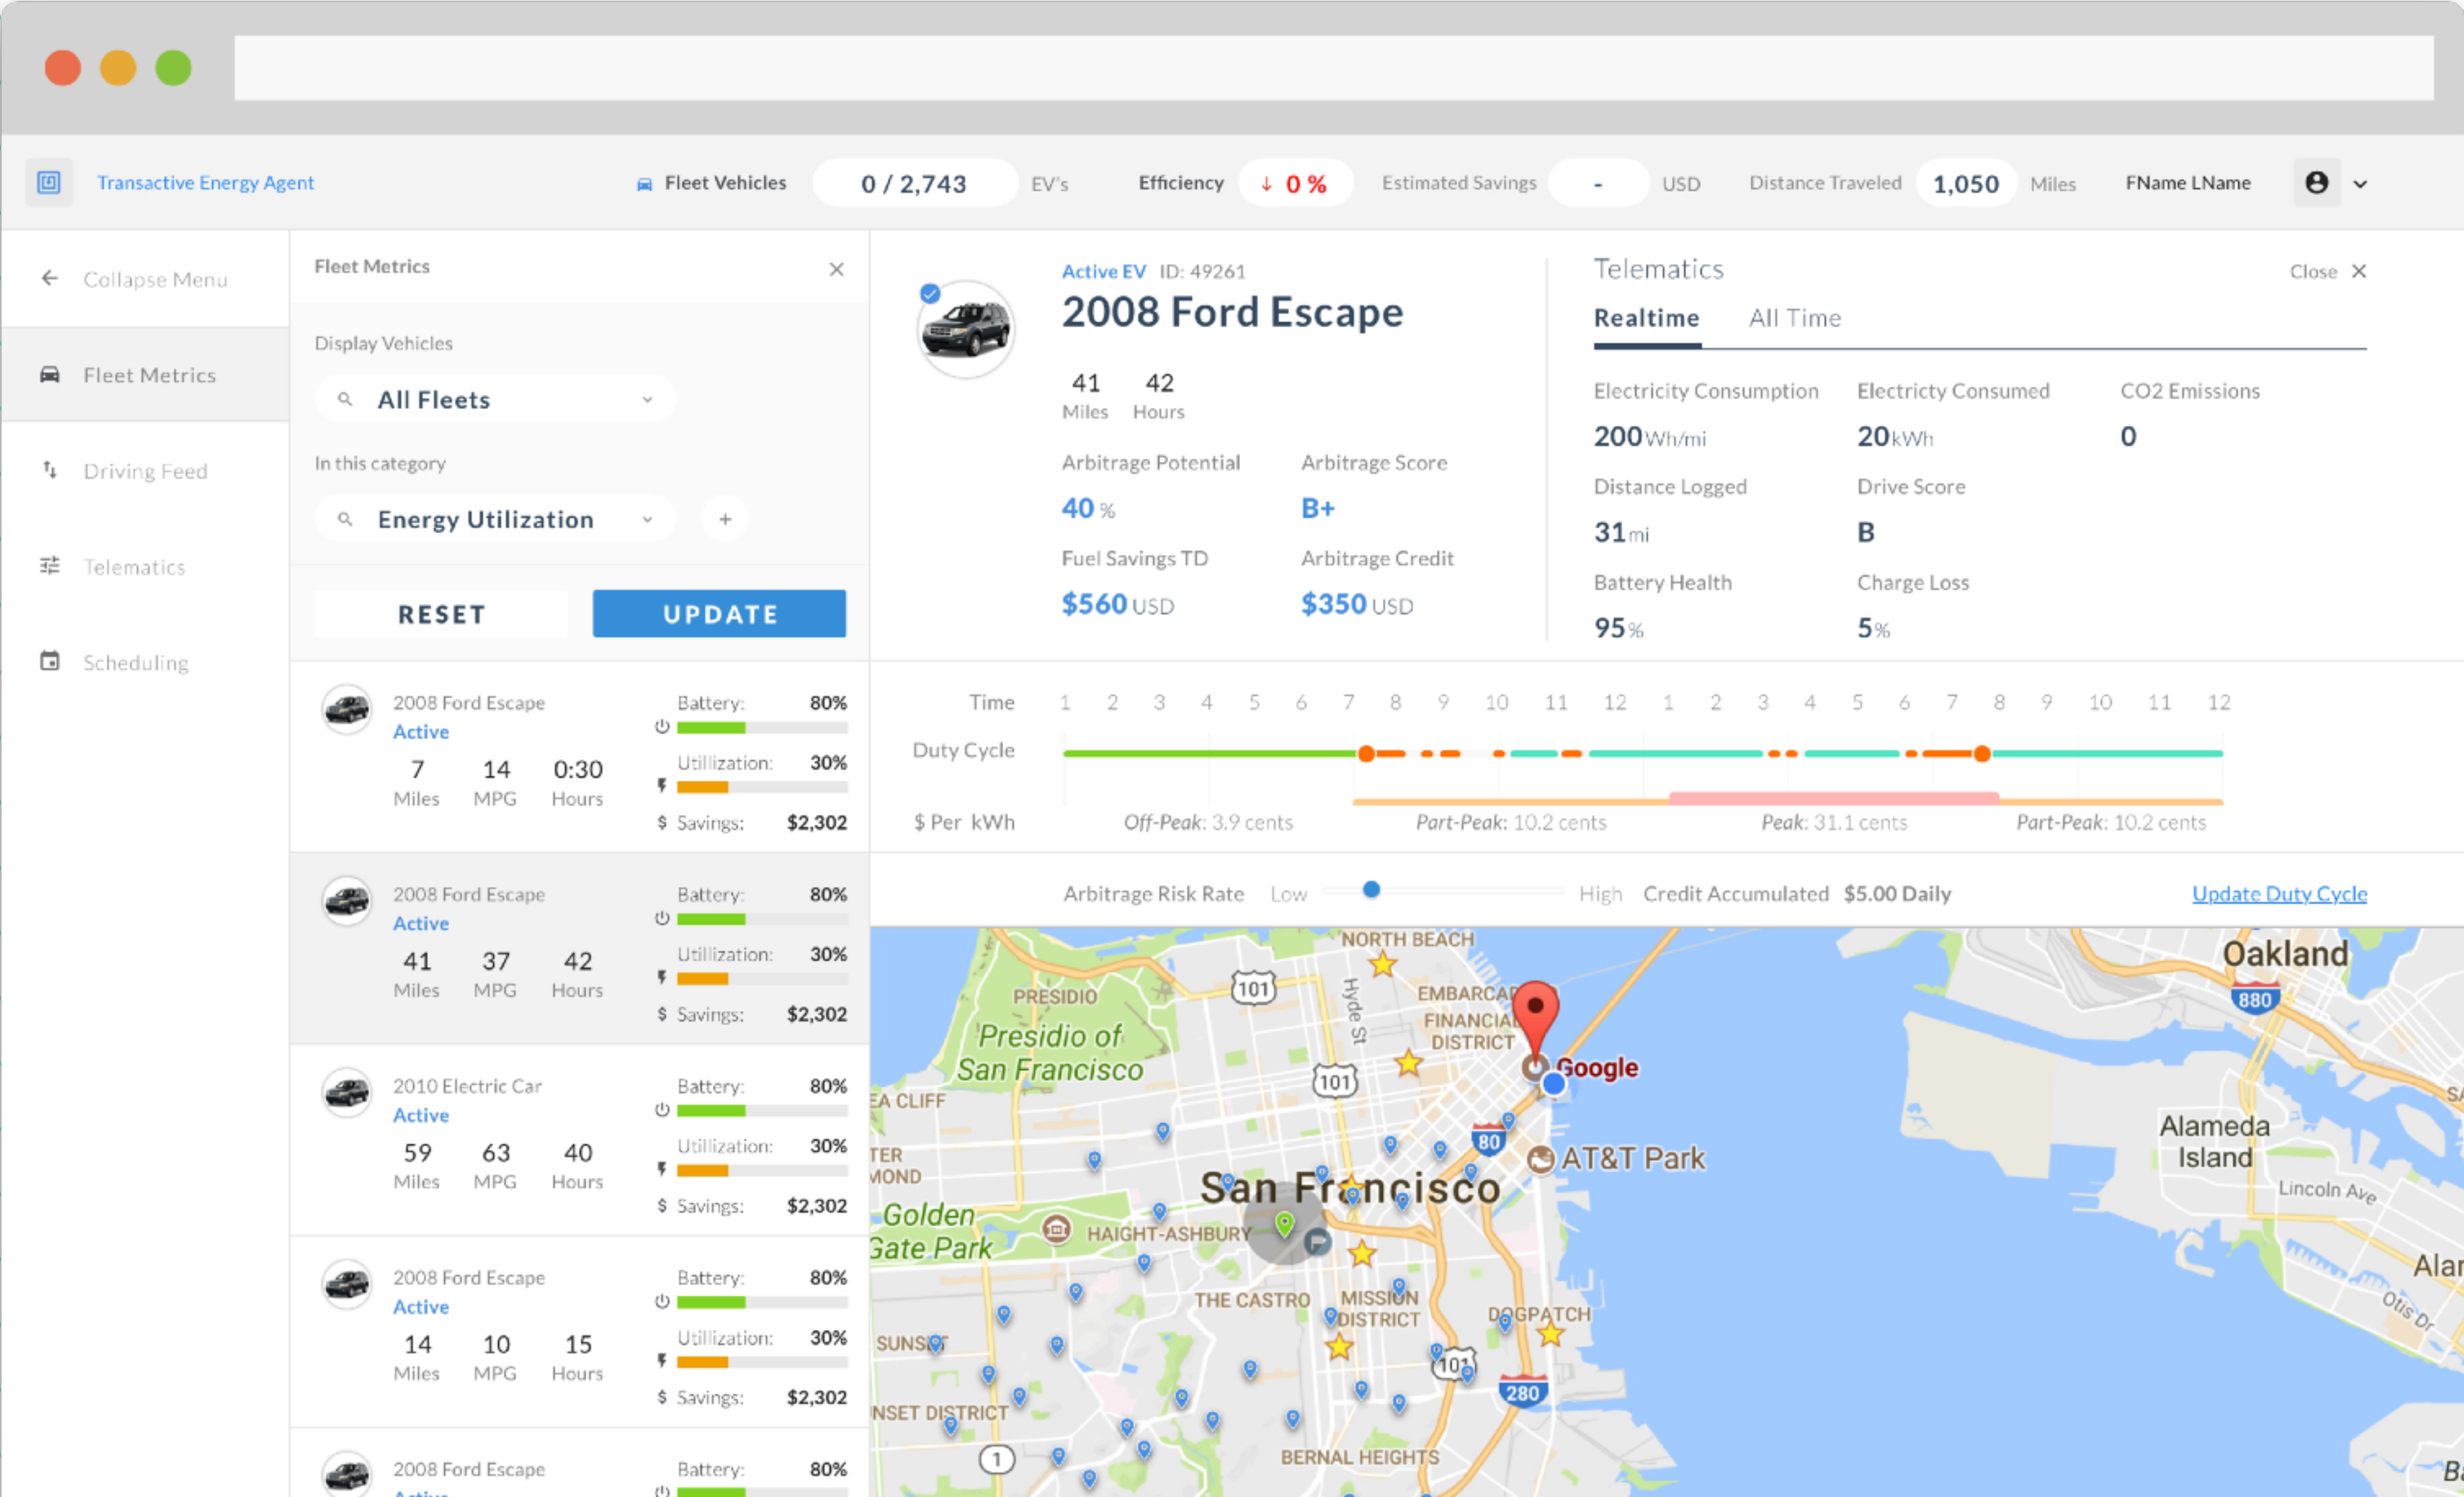 Transactive Energy Agent
Fleet Vehicles 0 / 2,743 EV's Efficiency ↓ 0 % Estimated Savings - USD Distance Traveled 1,050 Miles FName LName
Collapse Menu
Fleet Metrics
Driving Feed
Telematics
Scheduling
Fleet Metrics
Display Vehicles
All Fleets
In this category
Energy Utilization
+
RESET UPDATE
2008 Ford Escape Battery: 80%
Active
Utillization: 30%
7 14 0:30
Miles MPG Hours
$ Savings: $2,302
2008 Ford Escape Battery: 80%
Active
Utillization: 30%
41 37 42
Miles MPG Hours
$ Savings: $2,302
2010 Electric Car Battery: 80%
Active
Utillization: 30%
59 63 40
Miles MPG Hours
$ Savings: $2,302
2008 Ford Escape Battery: 80%
Active
Utillization: 30%
14 10 15
Miles MPG Hours
$ Savings: $2,302
2008 Ford Escape Battery: 80%
Active EV ID: 49261
2008 Ford Escape
41 42
Miles Hours
Arbitrage Potential Arbitrage Score
40 % B+
Fuel Savings TD Arbitrage Credit
$560 USD $350 USD
Telematics
Close
Realtime All Time
Electricity Consumption Electricty Consumed CO2 Emissions
200 Wh/mi 20 kWh 0
Distance Logged Drive Score
31 mi B
Battery Health Charge Loss
95 % 5 %
Time 1 2 3 4 5 6 7 8 9 10 11 12 1 2 3 4 5 6 7 8 9 10 11 12
Duty Cycle
$ Per kWh Off-Peak: 3.9 cents Part-Peak: 10.2 cents Peak: 31.1 cents Part-Peak: 10.2 cents
Arbitrage Risk Rate Low High Credit Accumulated $5.00 Daily Update Duty Cycle
NORTH BEACH
Oakland
101
Hyde St
880
PRESIDIO
EMBARCAD
FINANCIAL
DISTRICT
Presidio of
San Francisco
101
Google
EA CLIFF
80
AT&T Park
Alameda
Island
TER
MOND
San Francisco
Lincoln Ave
Golden
Gate Park
HAIGHT-ASHBURY
Alar
THE CASTRO
MISSION
DISTRICT
DOGPATCH
Otis Dr
SUNSET
101
280
NSET DISTRICT
1
BERNAL HEIGHTS